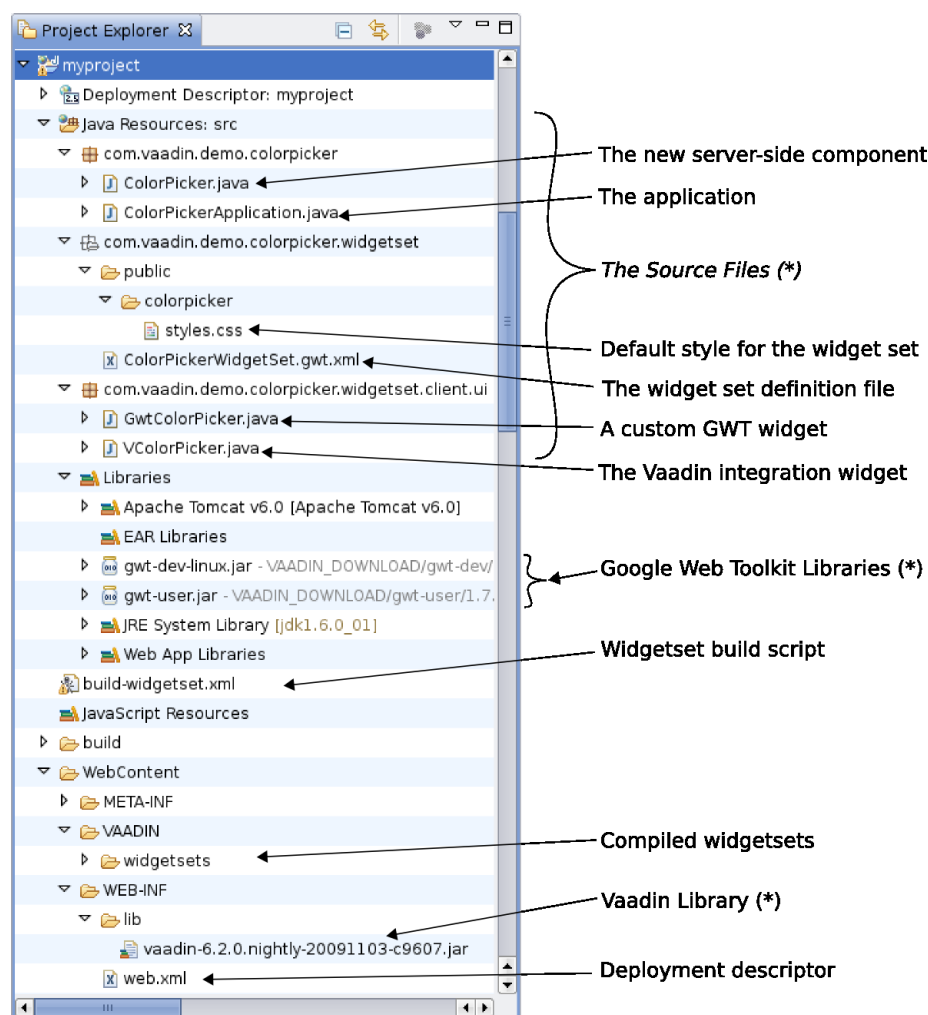 Project Explorer
myproject
Deployment Descriptor: myproject
2.5
Java Resources: src
com.vaadin.demo.colorpicker
The new server-side component
ColorPicker.java
The application
ColorPickerApplication.java
com.vaadin.demo.colorpicker.widgetset
public
The Source Files (*)
colorpicker
styles.css
Default style for the widget set
ColorPickerWidgetSet.gwt.xml
The widget set definition file
com.vaadin.demo.colorpicker.widgetset.client.ui
GwtColorPicker.java
A custom GWT widget
VColorPicker.java
The Vaadin integration widget
Libraries
Apache Tomcat v6.0 [Apache Tomcat v6.0]
EAR Libraries
gwt-dev-linux.jar - VAADIN_DOWNLOAD/gwt-dev/
Google Web Toolkit Libraries (*)
gwt-user.jar - VAADIN_DOWNLOAD/gwt-user/1.7.
JRE System Library [jdk1.6.0_01]
Web App Libraries
Widgetset build script
build-widgetset.xml
JavaScript Resources
build
WebContent
META-INF
VAADIN
Compiled widgetsets
widgetsets
WEB-INF
Vaadin Library (*)
lib
vaadin-6.2.0.nightly-20091103-c9607.jar
Deployment descriptor
web.xml